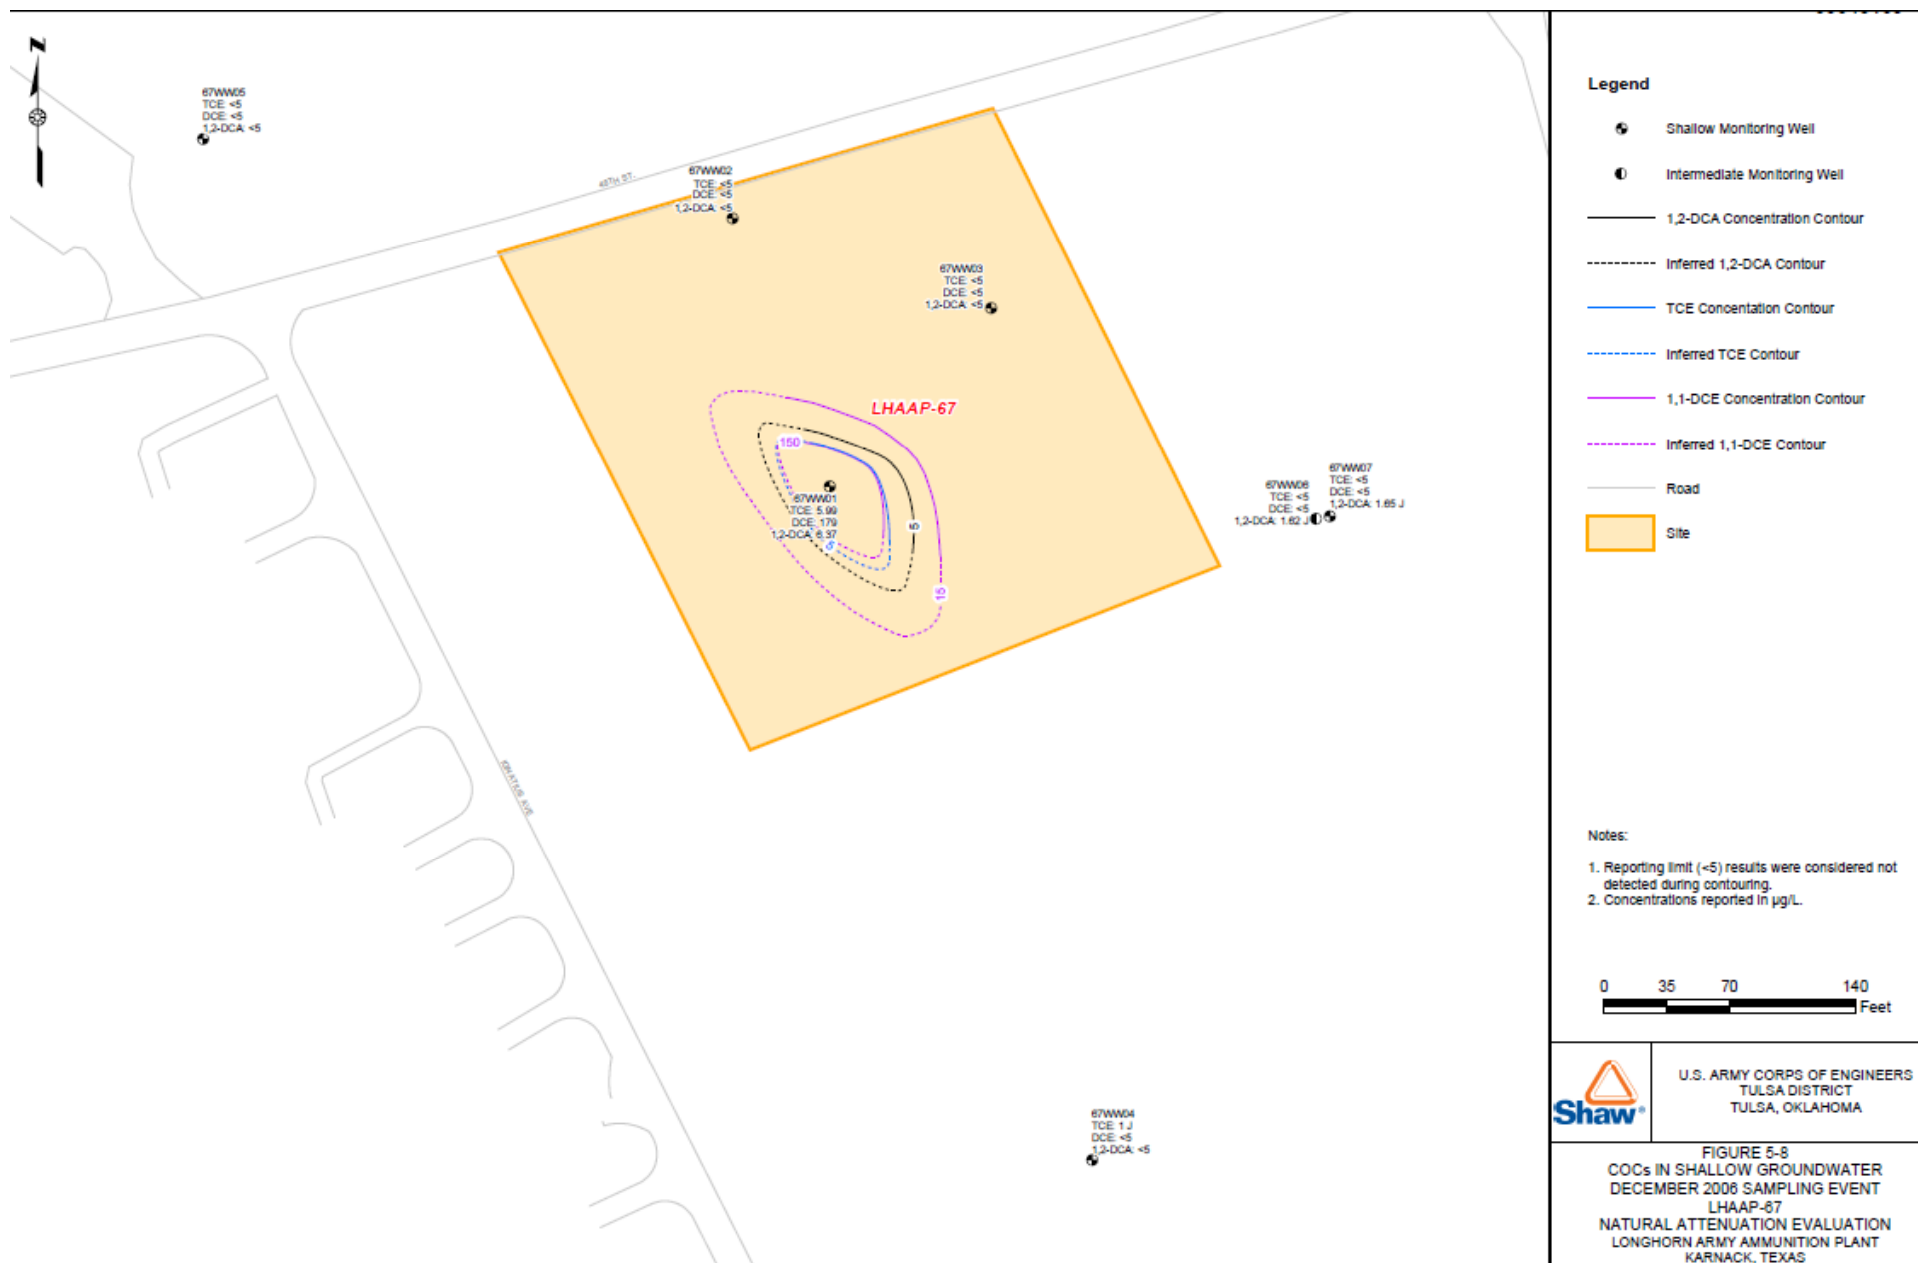 N
67WW05
TCE: <5
DCE: <5
1,2-DCA: <5
48TH ST.
67WW02
TCE: <5
DCE: <5
1,2-DCA: <5
67WW03
TCE: <5
DCE: <5
1,2-DCA: <5
LHAAP-67
150
67WW01
TCE: 5.99
DCE: 179
1,2-DCA: 6.37
5
5
15
67WW06
TCE: <5
DCE: <5
1,2-DCA: 1.62 J
67WW07
TCE: <5
DCE: <5
1,2-DCA: 1.65 J
IGNATIUS AVE
67WW04
TCE: 1 J
DCE: <5
1,2-DCA: <5
Legend
Shallow Monitoring Well
Intermediate Monitoring Well
1,2-DCA Concentration Contour
Inferred 1,2-DCA Contour
TCE Concentation Contour
Inferred TCE Contour
1,1-DCE Concentration Contour
Inferred 1,1-DCE Contour
Road
Site
Notes:
1. Reporting limit (<5) results were considered not
detected during contouring.
2. Concentrations reported in µg/L.
0 35 70 140
Feet
Shaw®
U.S. ARMY CORPS OF ENGINEERS
TULSA DISTRICT
TULSA, OKLAHOMA
FIGURE 5-8
COCs IN SHALLOW GROUNDWATER
DECEMBER 2006 SAMPLING EVENT
LHAAP-67
NATURAL ATTENUATION EVALUATION
LONGHORN ARMY AMMUNITION PLANT
KARNACK, TEXAS